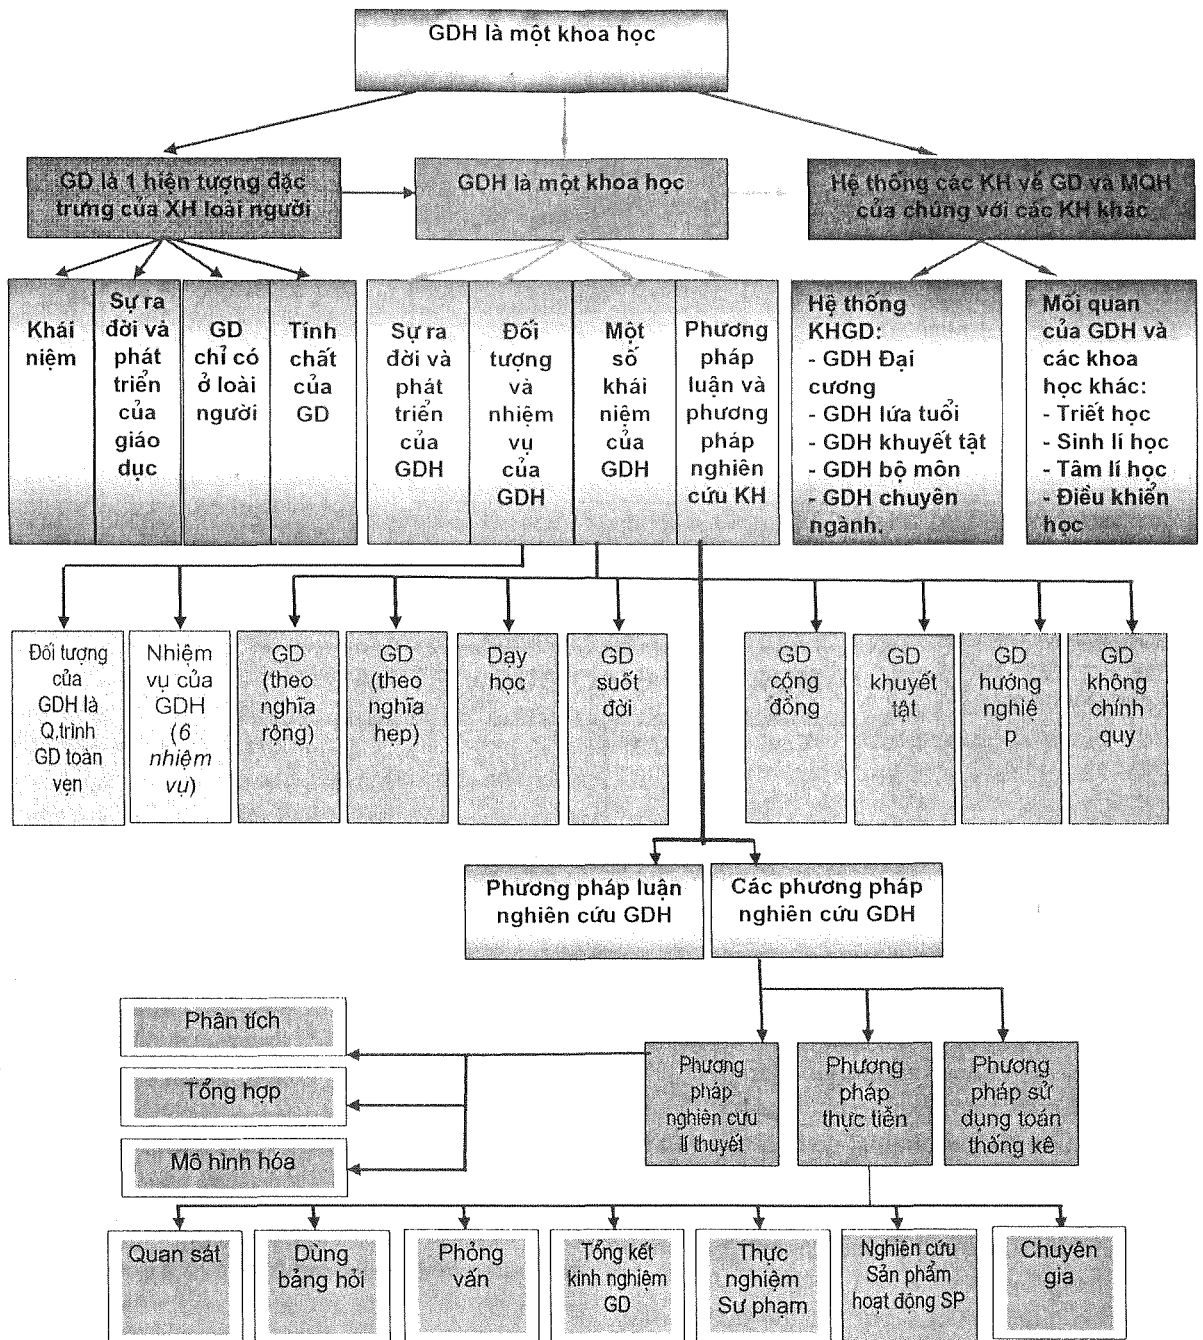 GDH là một khoa học
GD là 1 hiện tượng đặc
trưng của XH loài người
GDH là một khoa học
Hệ thống các KH về GD và MQH
của chúng với các KH khác
Khái
niệm
Sự ra
đời và
phát
triển
của
giáo
dục
GD
chỉ có
ở loài
người
Tính
chất
của
GD
Sự ra
đời và
phát
triển
của
GDH
Đối
tượng
và
nhiệm
vụ
của
GDH
Một
số
khái
niệm
của
GDH
Phương
pháp
luận và
phương
pháp
nghiên
cứu KH
Hệ thống
KHGD:
- GDH Đại
cương
- GDH lứa tuổi
- GDH khuyết tật
- GDH bộ môn
- GDH chuyên
ngành.
Mối quan
của GDH và
các khoa
học khác:
- Triết học
- Sinh lí học
- Tâm lí học
- Điều khiển
học
Đối tượng
của
GDH là
Q,trình
GD toàn
vẹn
Nhiệm
vụ của
GDH
(6
nhiệm
vụ)
GD
(theo
nghĩa
rộng)
GD
(theo
nghĩa
hẹp)
Dạy
học
GD
suốt
đời
GD
cộng
đồng
GD
khuyết
tật
GD
hướng
nghiệ
p
GD
không
chính
quy
Phương pháp luận
nghiên cứu GDH
Các phương pháp
nghiên cứu GDH
Phân tích
Tổng hợp
Mô hình hóa
Phương
pháp
nghiên cứu
lí thuyết
Phương
pháp
thực tiễn
Phương
pháp sử
dụng toán
thống kê
Quan sát
Dùng
bảng hỏi
Phỏng
vấn
Tổng kết
kinh nghiệm
GD
Thực
nghiệm
Sư phạm
Nghiên cứu
Sản phẩm
hoạt động SP
Chuyên
gia